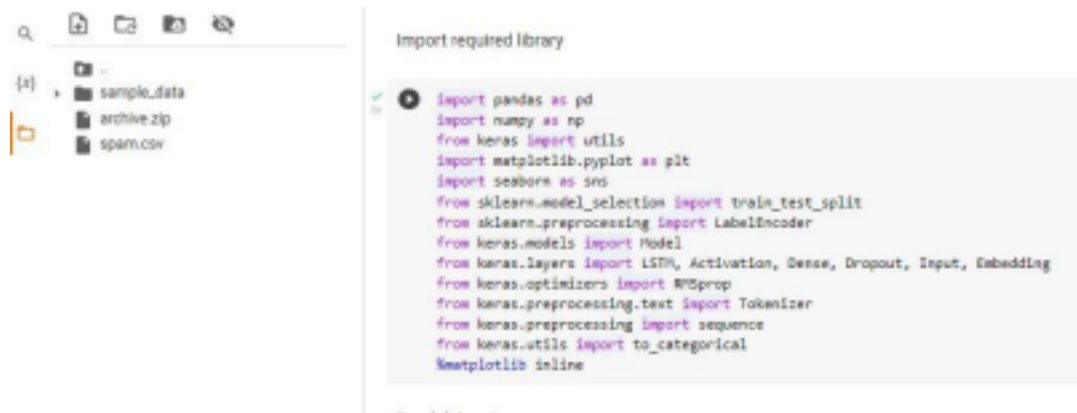 {x}
..
sample_data
archive.zip
spam.csv
Import required library
import pandas as pd
import numpy as np
from keras import utils
import matplotlib.pyplot as plt
import seaborn as sns
from sklearn.model_selection import train_test_split
from sklearn.preprocessing import LabelEncoder
from keras.models import Model
from keras.layers import LSTM, Activation, Dense, Dropout, Input, Embedding
from keras.optimizers import RMSprop
from keras.preprocessing.text import Tokenizer
from keras.preprocessing import sequence
from keras.utils import to_categorical
%matplotlib inline